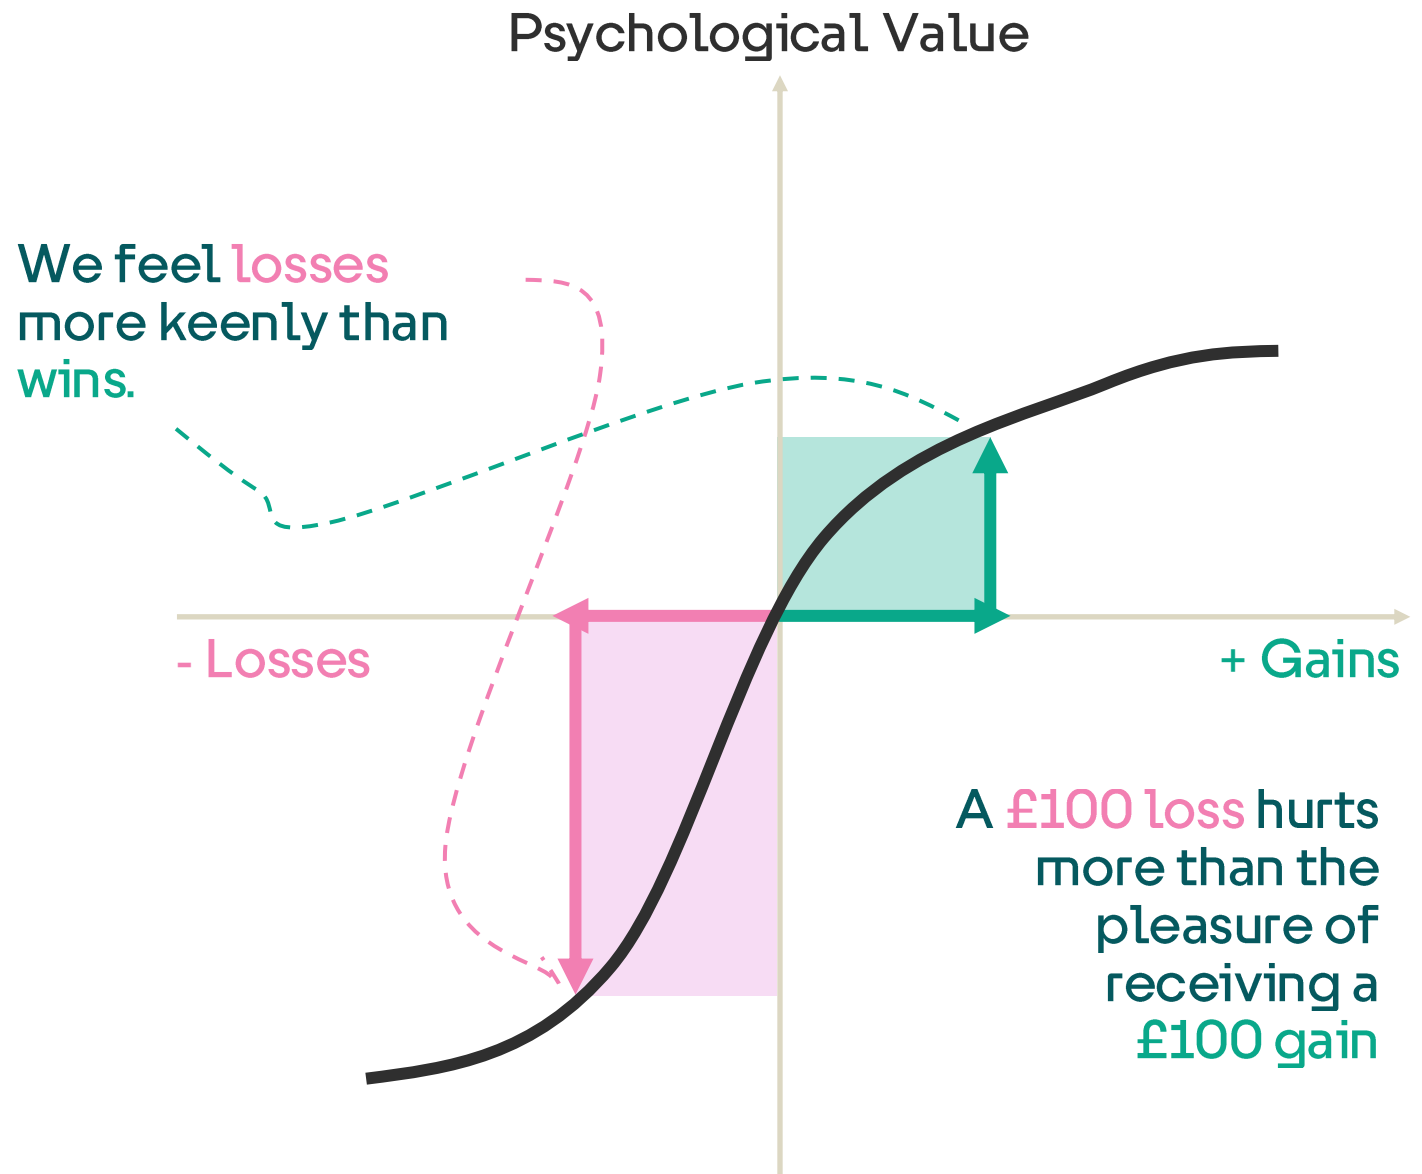 Psychological Value
We feel losses
more keenly than
wins.
- Losses
+ Gains
A £100 loss hurts
more than the
pleasure of
receiving a
£100 gain